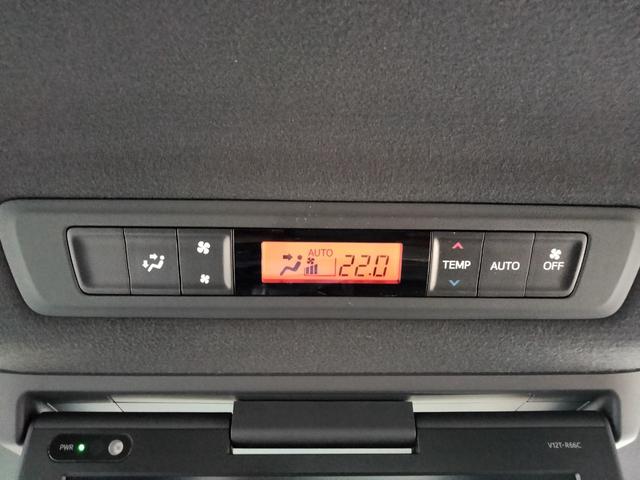 AUTO
22.0
TEMP
AUTO
OFF
PWR
V12T-R66C